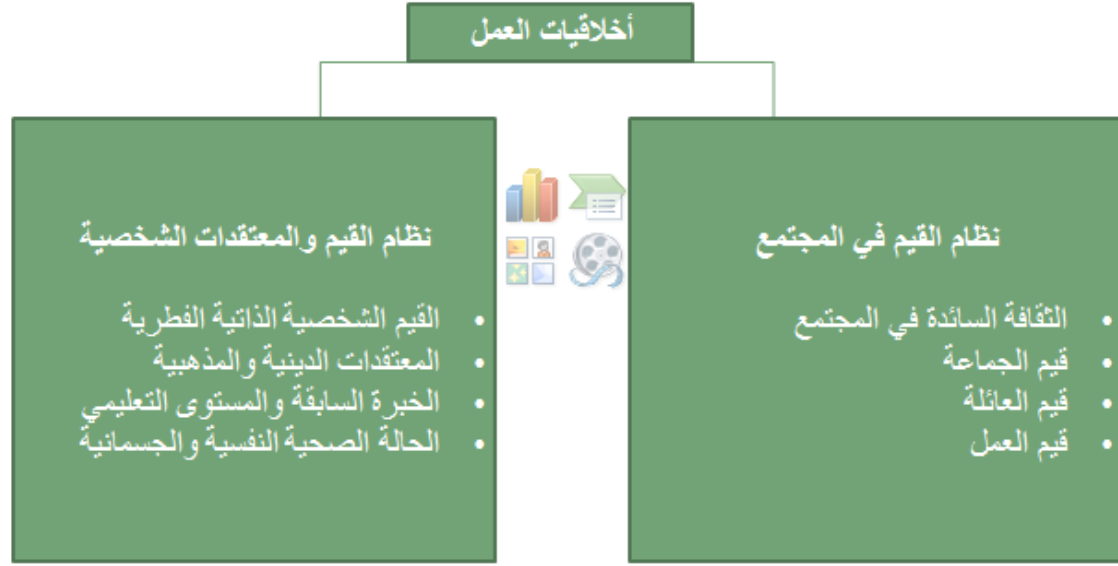 أخلاقيات العمل
نظام القيم في المجتمع
• الثقافة السائدة في المجتمع
• قيم الجماعة
• قيم العائلة
• قيم العمل
نظام القيم والمعتقدات الشخصية
• القيم الشخصية الذاتية الفطرية
• المعتقدات الدينية والمذهبية
• الخبرة السابقة والمستوى التعليمي
• الحالة الصحية النفسية والجسمانية